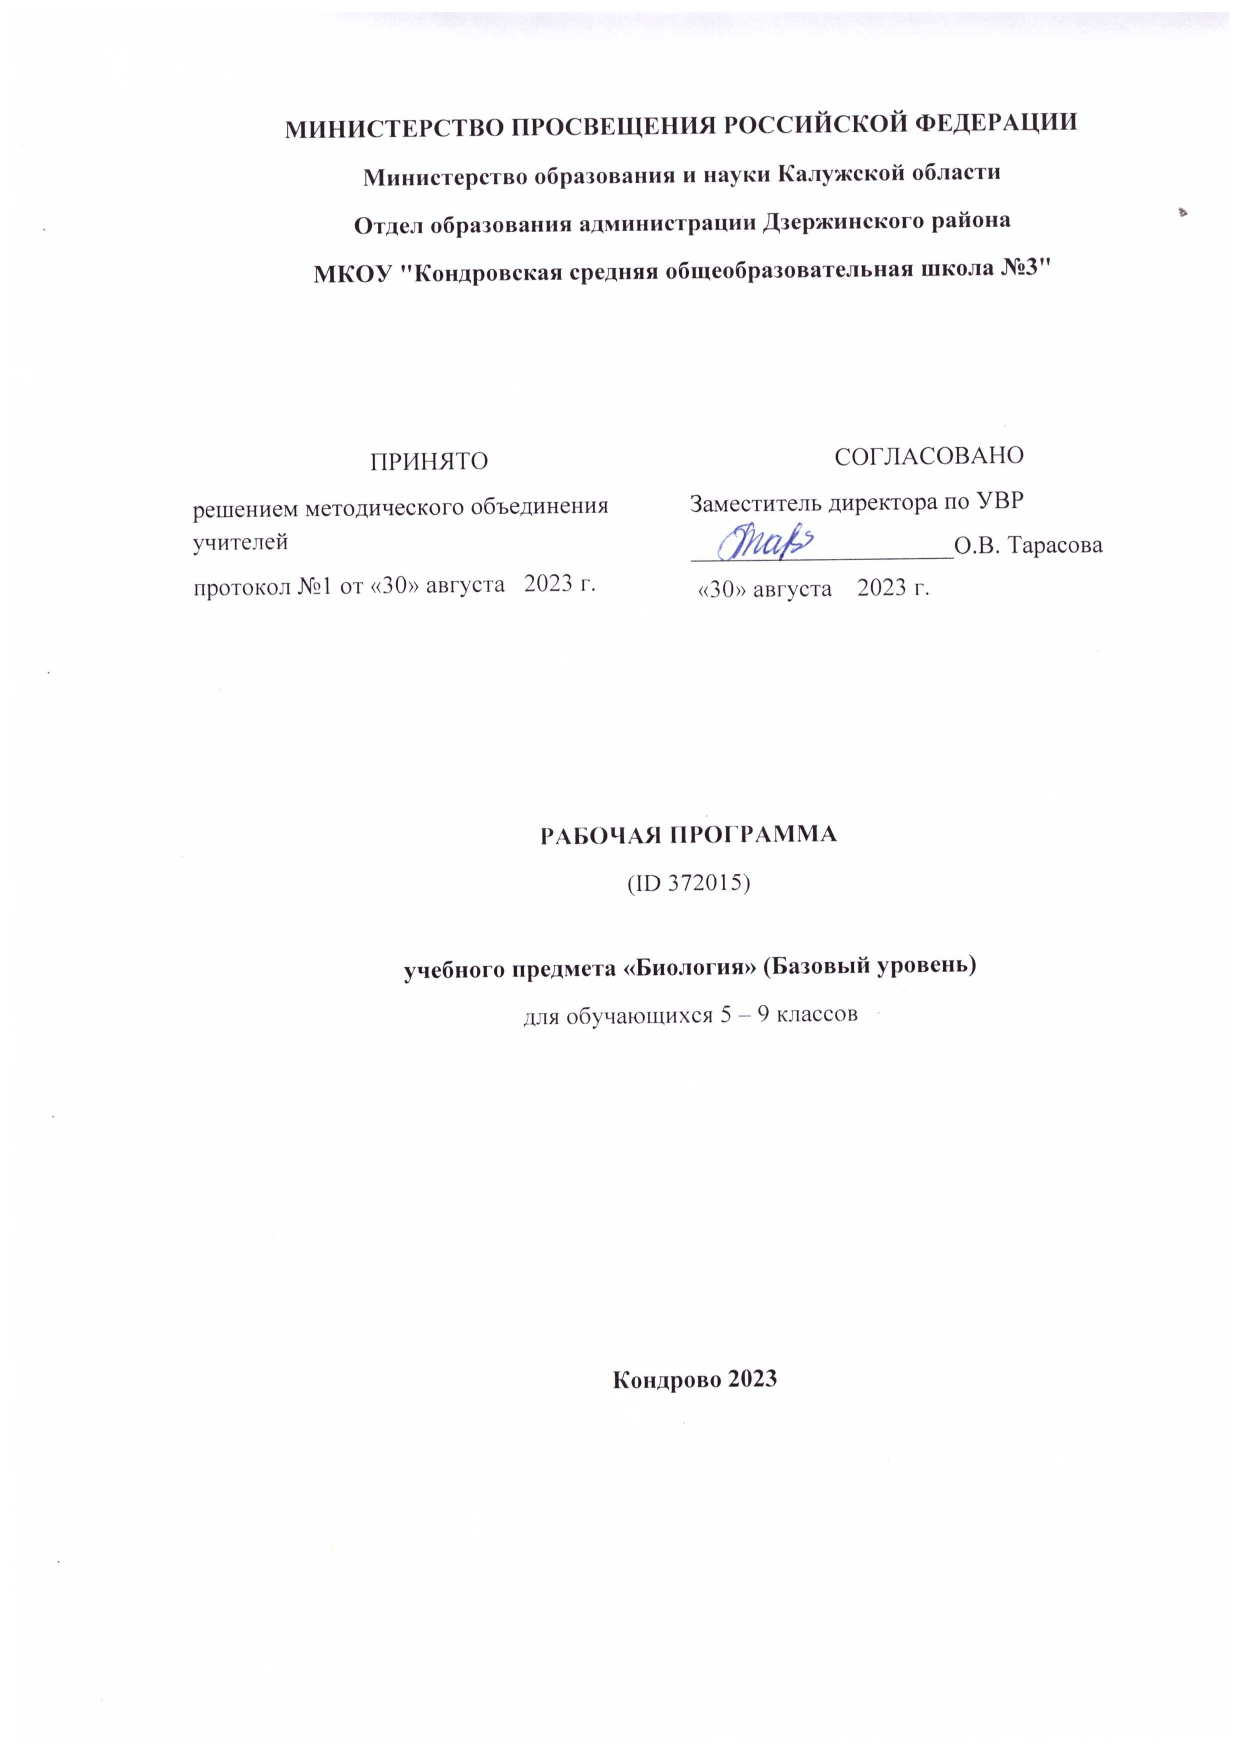 МИНИСТЕРСТВО ПРОСВЕЩЕНИЯ РОССИЙСКОЙ ФЕДЕРАЦИИ
Министерство образования и науки Калужской области
Отдел образования администрации Дзержинского района
МКОУ "Кондровская средняя общеобразовательная школа №3"
ПРИНЯТО
решением методического объединения
учителей
протокол №1 от «30» августа 2023 г.
СОГЛАСОВАНО
Заместитель директора по УВР
____________________О.В. Тарасова
«30» августа 2023 г.
РАБОЧАЯ ПРОГРАММА
(ID 372015)
учебного предмета «Биология» (Базовый уровень)
для обучающихся 5 – 9 классов
Кондрово 2023